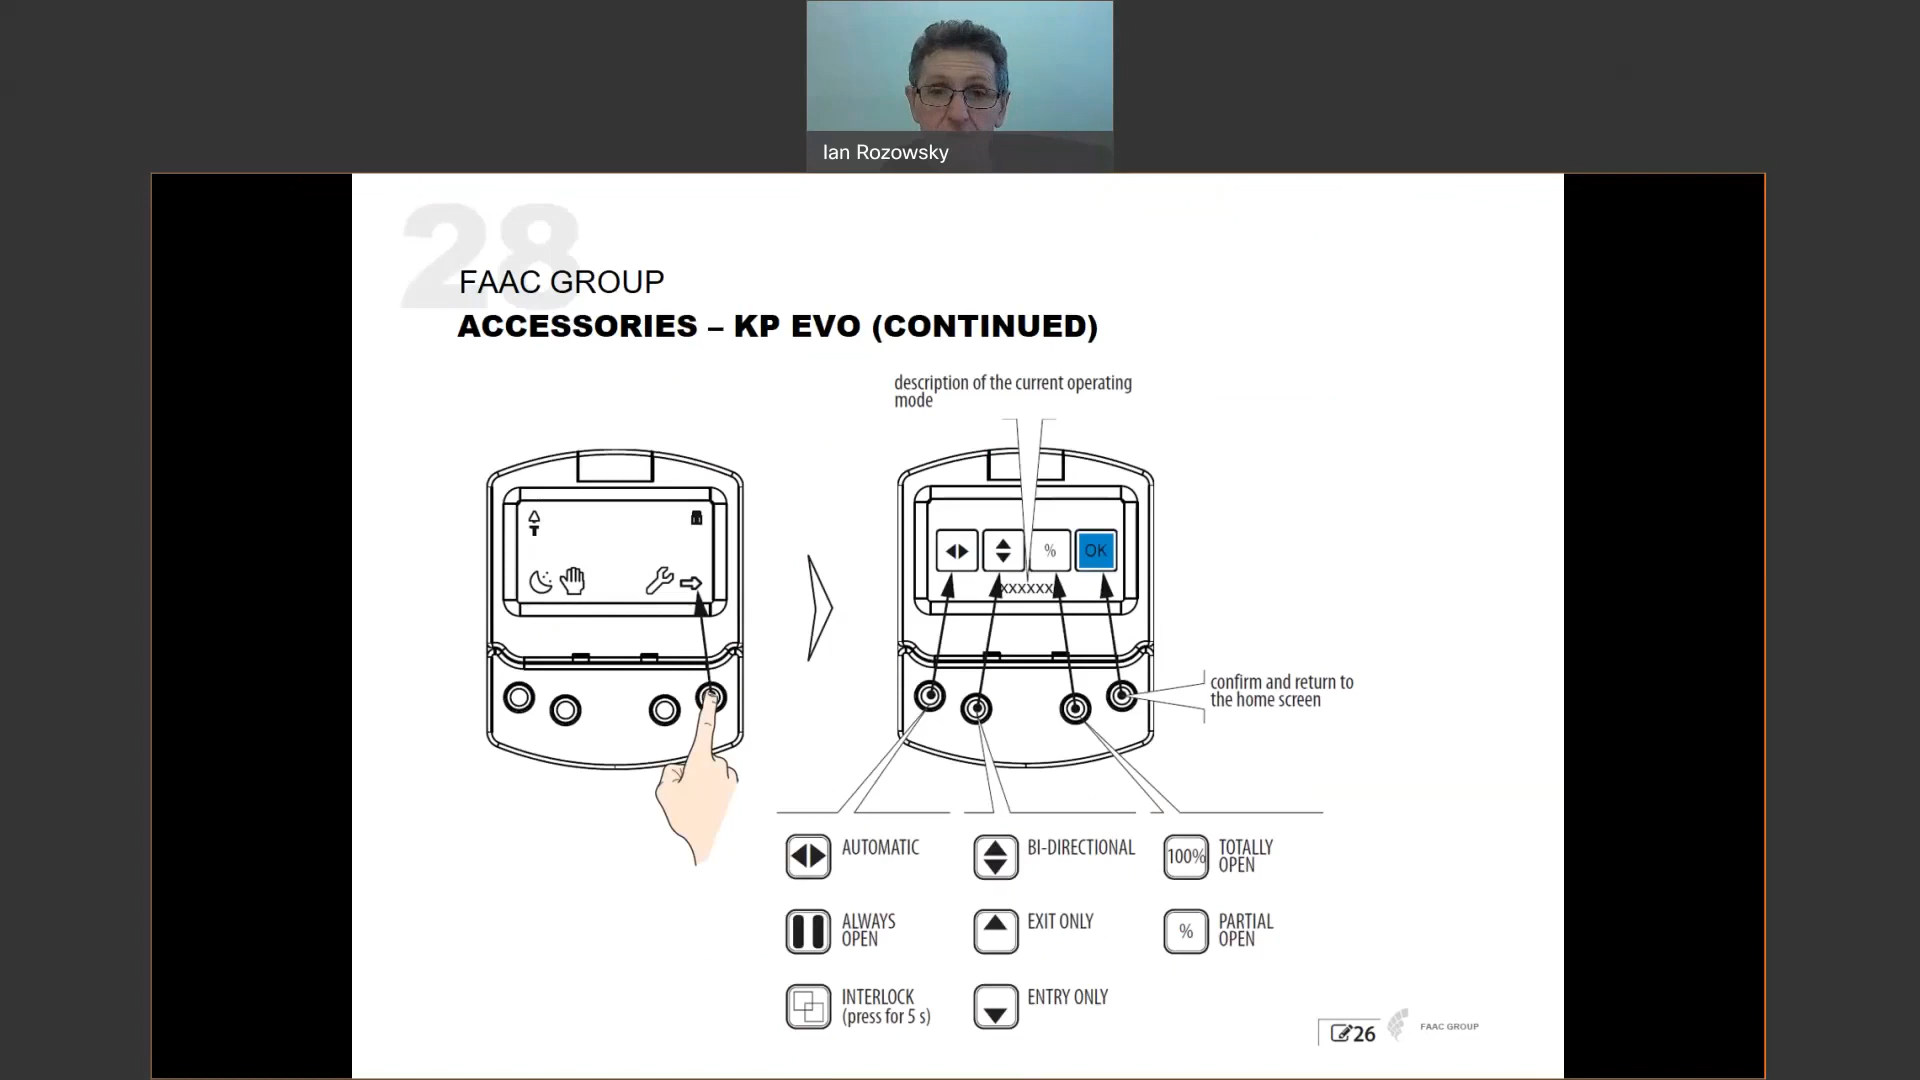 Ian Rozowsky
28
FAAC GROUP
ACCESSORIES – KP EVO (CONTINUED)
description of the current operating
mode
T
% OK
xxxxxx
confirm and return to
the home screen
AUTOMATIC
BI-DIRECTIONAL
100%
TOTALLY
OPEN
ALWAYS
OPEN
EXIT ONLY
%
PARTIAL
OPEN
INTERLOCK
(press for 5 s)
ENTRY ONLY
26
FAAC GROUP